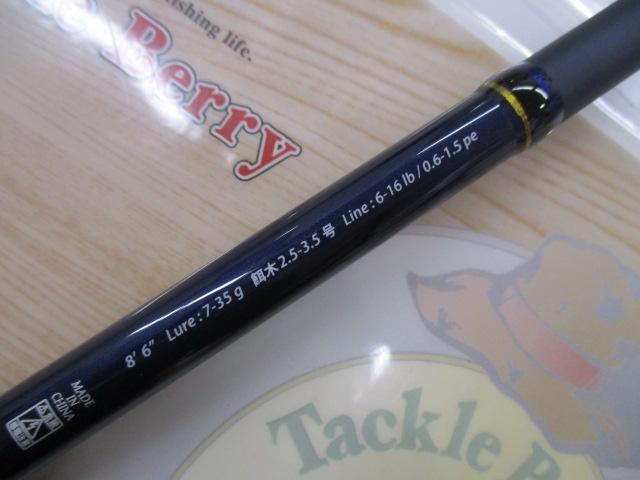 fishing life.
Berry
8' 6" Lure : 7-35 g 餌木 2.5-3.5 号 Line : 6-16 lb / 0.6-1.5 pe
MADE
IN
CHINA
Tackle B